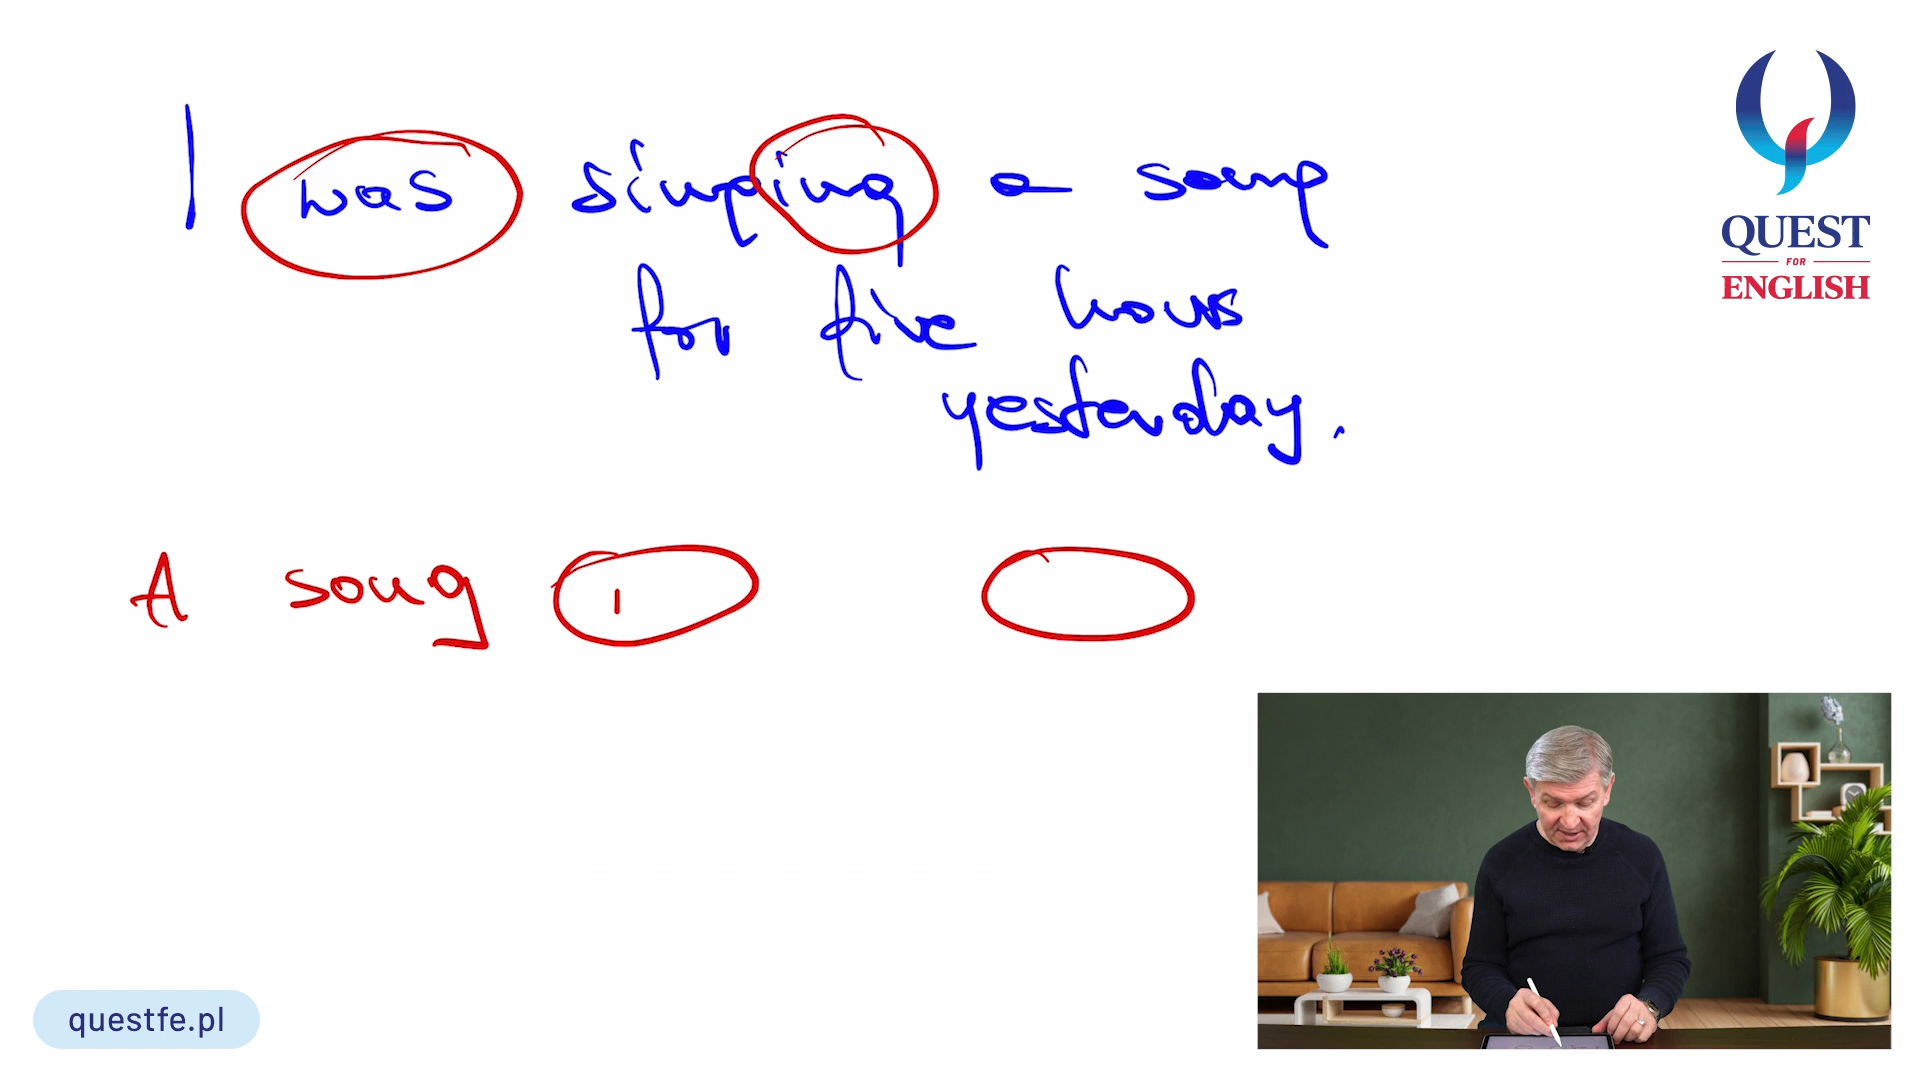 I was singing a song
for five hours
yesterday.
A song
QUEST
FOR
ENGLISH
questfe.pl